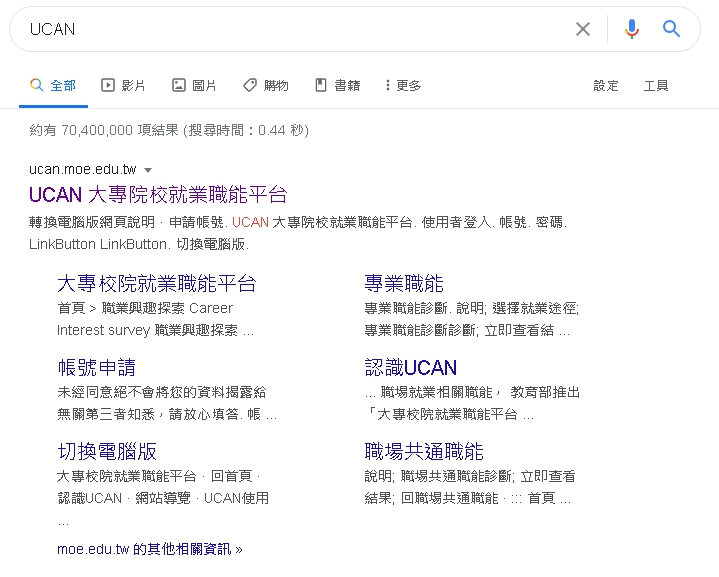 UCAN
全部 影片 圖片 購物 書籍 更多 設定 工具
約有 70,400,000 項結果 (搜尋時間：0.44 秒)
ucan.moe.edu.tw
UCAN 大專院校就業職能平台
轉換電腦版網頁說明 · 申請帳號. UCAN 大專院校就業職能平台. 使用者登入. 帳號. 密碼.
LinkButton LinkButton. 切換電腦版.
大專校院就業職能平台
首頁 > 職業興趣探索 Career
Interest survey 職業興趣探索 ...
專業職能
專業職能診斷. 說明; 選擇就業途徑;
專業職能診斷診斷; 立即查看結 ...
帳號申請
未經同意絕不會將您的資料揭露給
無關第三者知悉，請放心填答. 帳 ...
認識UCAN
... 職場就業相關職能， 教育部推出
「大專校院就業職能平台 ...
切換電腦版
大專校院就業職能平台 · 回首頁 ·
認識UCAN · 網站導覽 · UCAN使用
...
職場共通職能
說明; 職場共通職能診斷; 立即查看
結果; 回職場共通職能 · ::: 首頁 ...
moe.edu.tw 的其他相關資訊 »